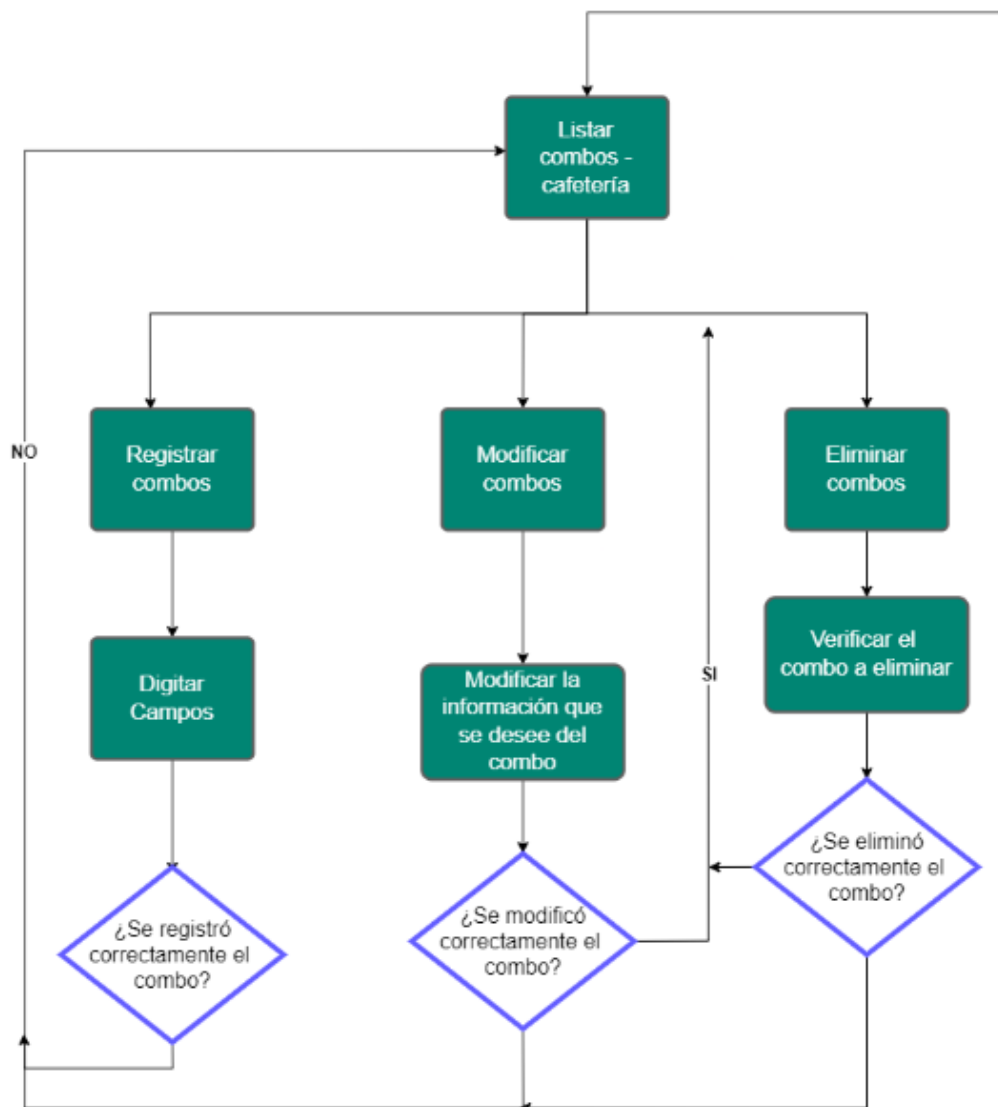 Listar
combos -
cafetería
NO
Registrar
combos
Modificar
combos
Eliminar
combos
Digitar
Campos
Modificar la
información que
se desee del
combo
SI
Verificar el
combo a eliminar
¿Se registró
correctamente el
combo?
¿Se modificó
correctamente el
combo?
¿Se eliminó
correctamente el
combo?